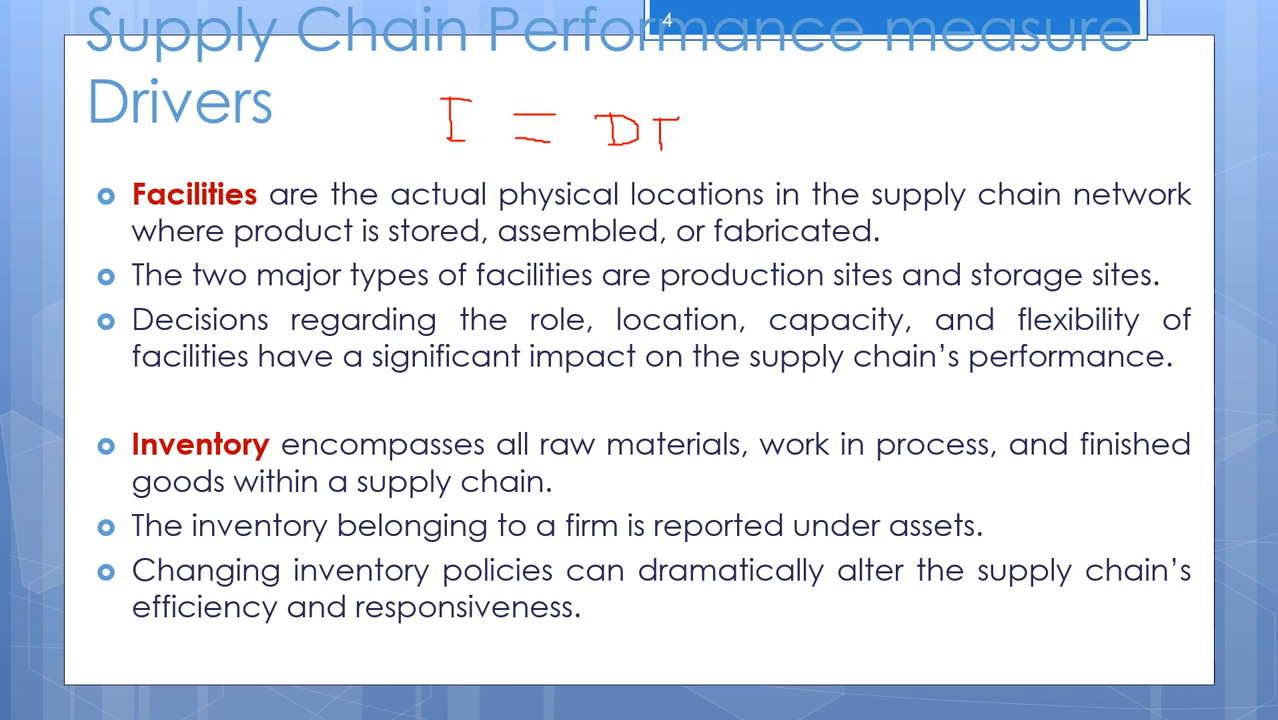 4
Supply Chain Performance measure
Drivers
I = DT
Facilities are the actual physical locations in the supply chain network
where product is stored, assembled, or fabricated.
The two major types of facilities are production sites and storage sites.
Decisions regarding the role, location, capacity, and flexibility of
facilities have a significant impact on the supply chain’s performance.
Inventory encompasses all raw materials, work in process, and finished
goods within a supply chain.
The inventory belonging to a firm is reported under assets.
Changing inventory policies can dramatically alter the supply chain’s
efficiency and responsiveness.